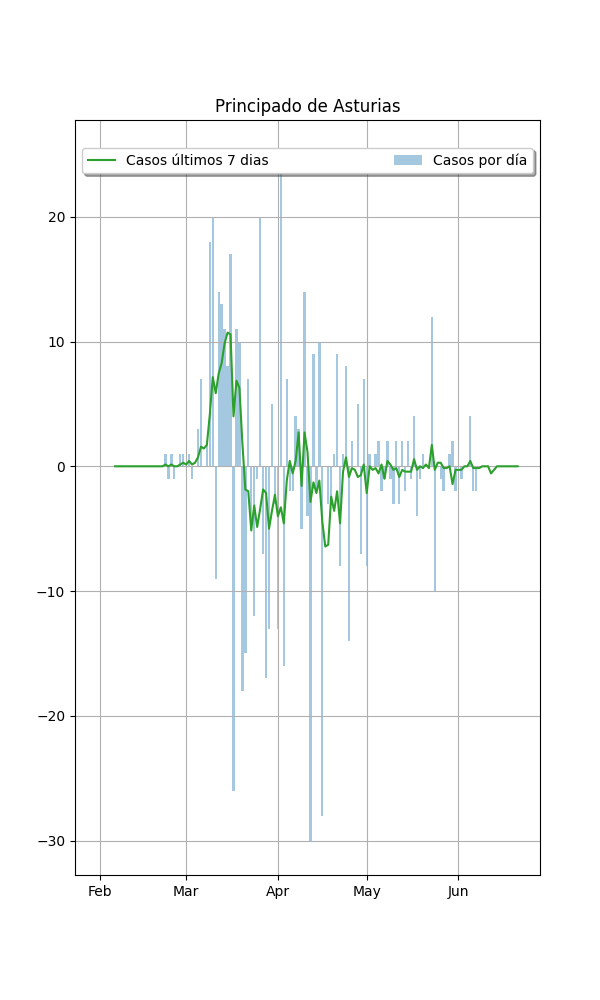 Principado de Asturias
Casos últimos 7 dias
Casos por día
20
10
0
−10
−20
−30
Feb
Mar
Apr
May
Jun